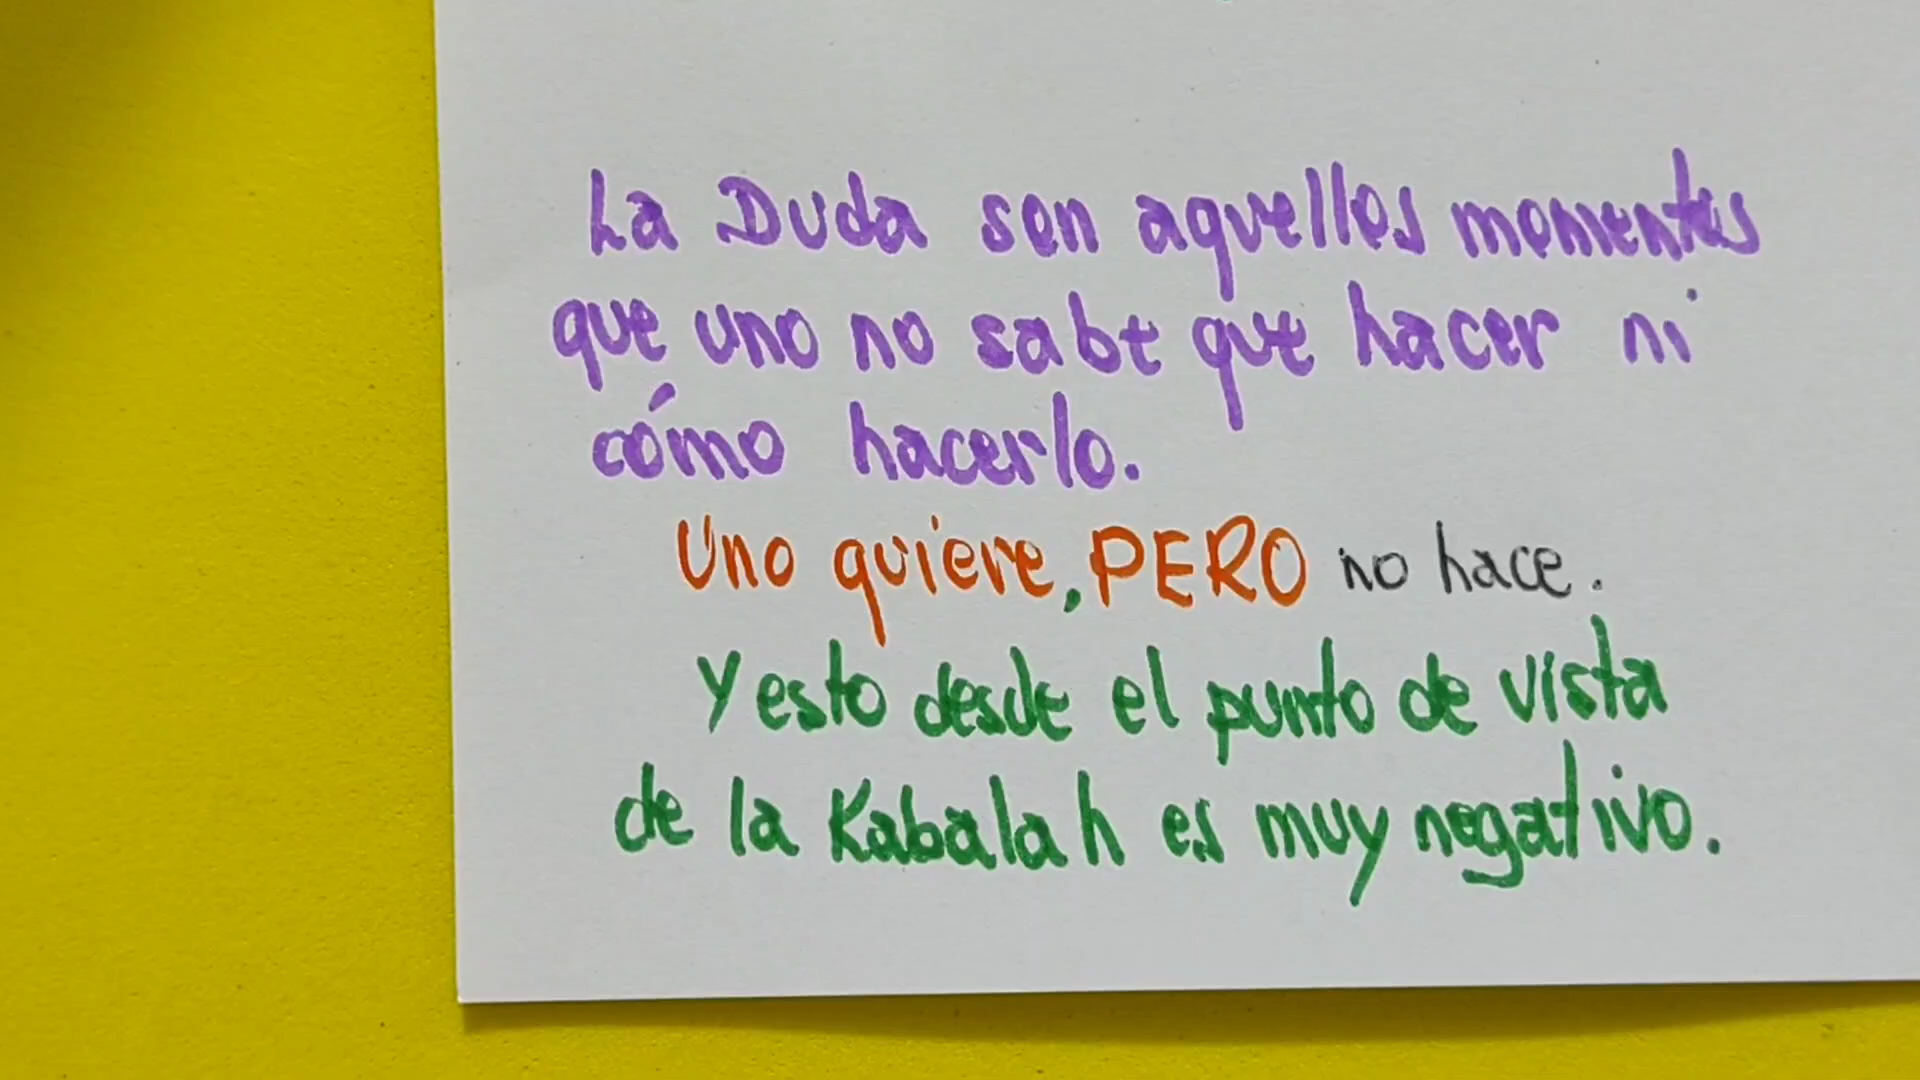 La Duda son aquellos momentos
que uno no sabe que hacer ni
cómo hacerlo.
Uno quiere, PERO no hace.
Y esto desde el punto de vista
de la Kabalah es muy negativo.